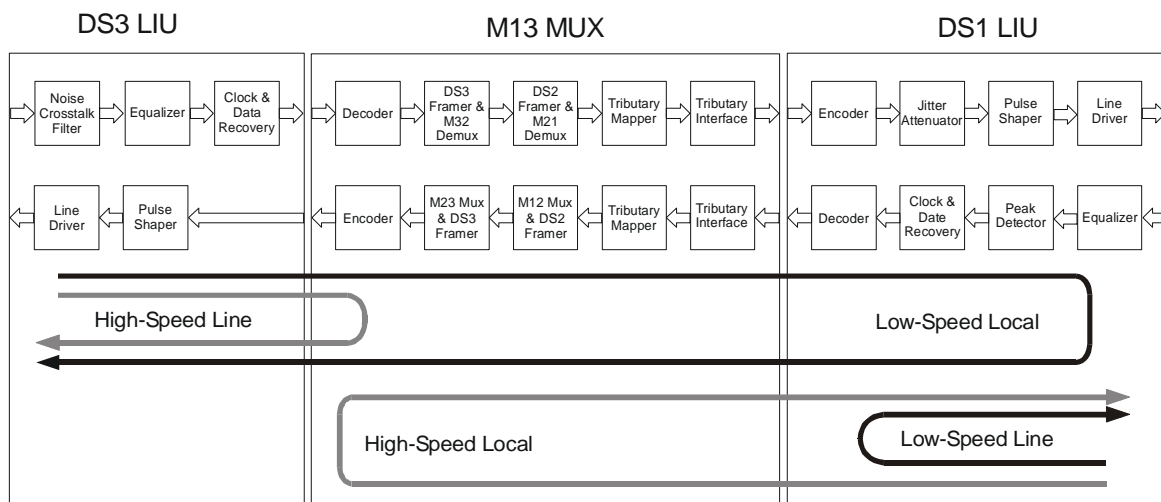 DS3 LIU
M13 MUX
DS1 LIU
Noise
Crosstalk
Filter
Equalizer
Clock &
Data
Recovery
Decoder
DS3
Framer &
M32
Demux
DS2
Framer &
M21
Demux
Tributary
Mapper
Tributary
Interface
Encoder
Jitter
Attenuator
Pulse
Shaper
Line
Driver
Line
Driver
Pulse
Shaper
Encoder
M23 Mux
& DS3
Framer
M12 Mux
& DS2
Framer
Tributary
Mapper
Tributary
Interface
Decoder
Clock &
Date
Recovery
Peak
Detector
Equalizer
High-Speed Line
Low-Speed Local
High-Speed Local
Low-Speed Line